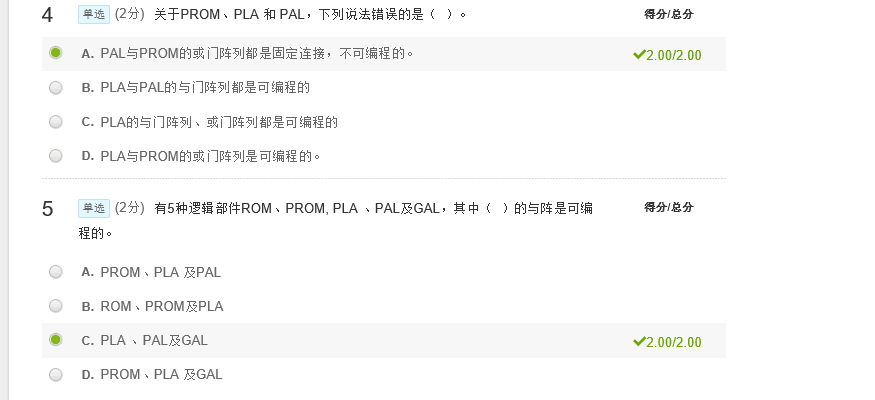 4 单选 (2分) 关于PROM、PLA 和 PAL，下列说法错误的是（ ）。 得分/总分
A. PAL与PROM的或门阵列都是固定连接，不可编程的。 2.00/2.00
B. PLA与PAL的与门阵列都是可编程的
C. PLA的与门阵列、或门阵列都是可编程的
D. PLA与PROM的或门阵列是可编程的。
5 单选 (2分) 有5种逻辑部件ROM、PROM, PLA 、PAL及GAL，其中（ ）的与阵是可编 得分/总分
程的。
A. PROM、PLA 及PAL
B. ROM、PROM及PLA
C. PLA 、PAL及GAL 2.00/2.00
D. PROM、PLA 及GAL